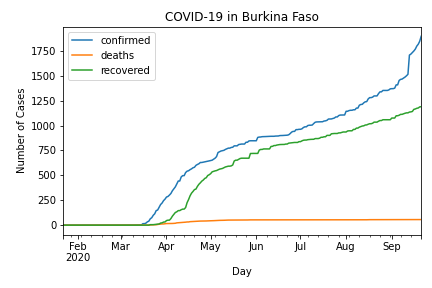 COVID-19 in Burkina Faso
confirmed
deaths
recovered
Number of Cases
1750
1500
1250
1000
750
500
250
0
Feb Mar Apr May Jun Jul Aug Sep
2020
Day